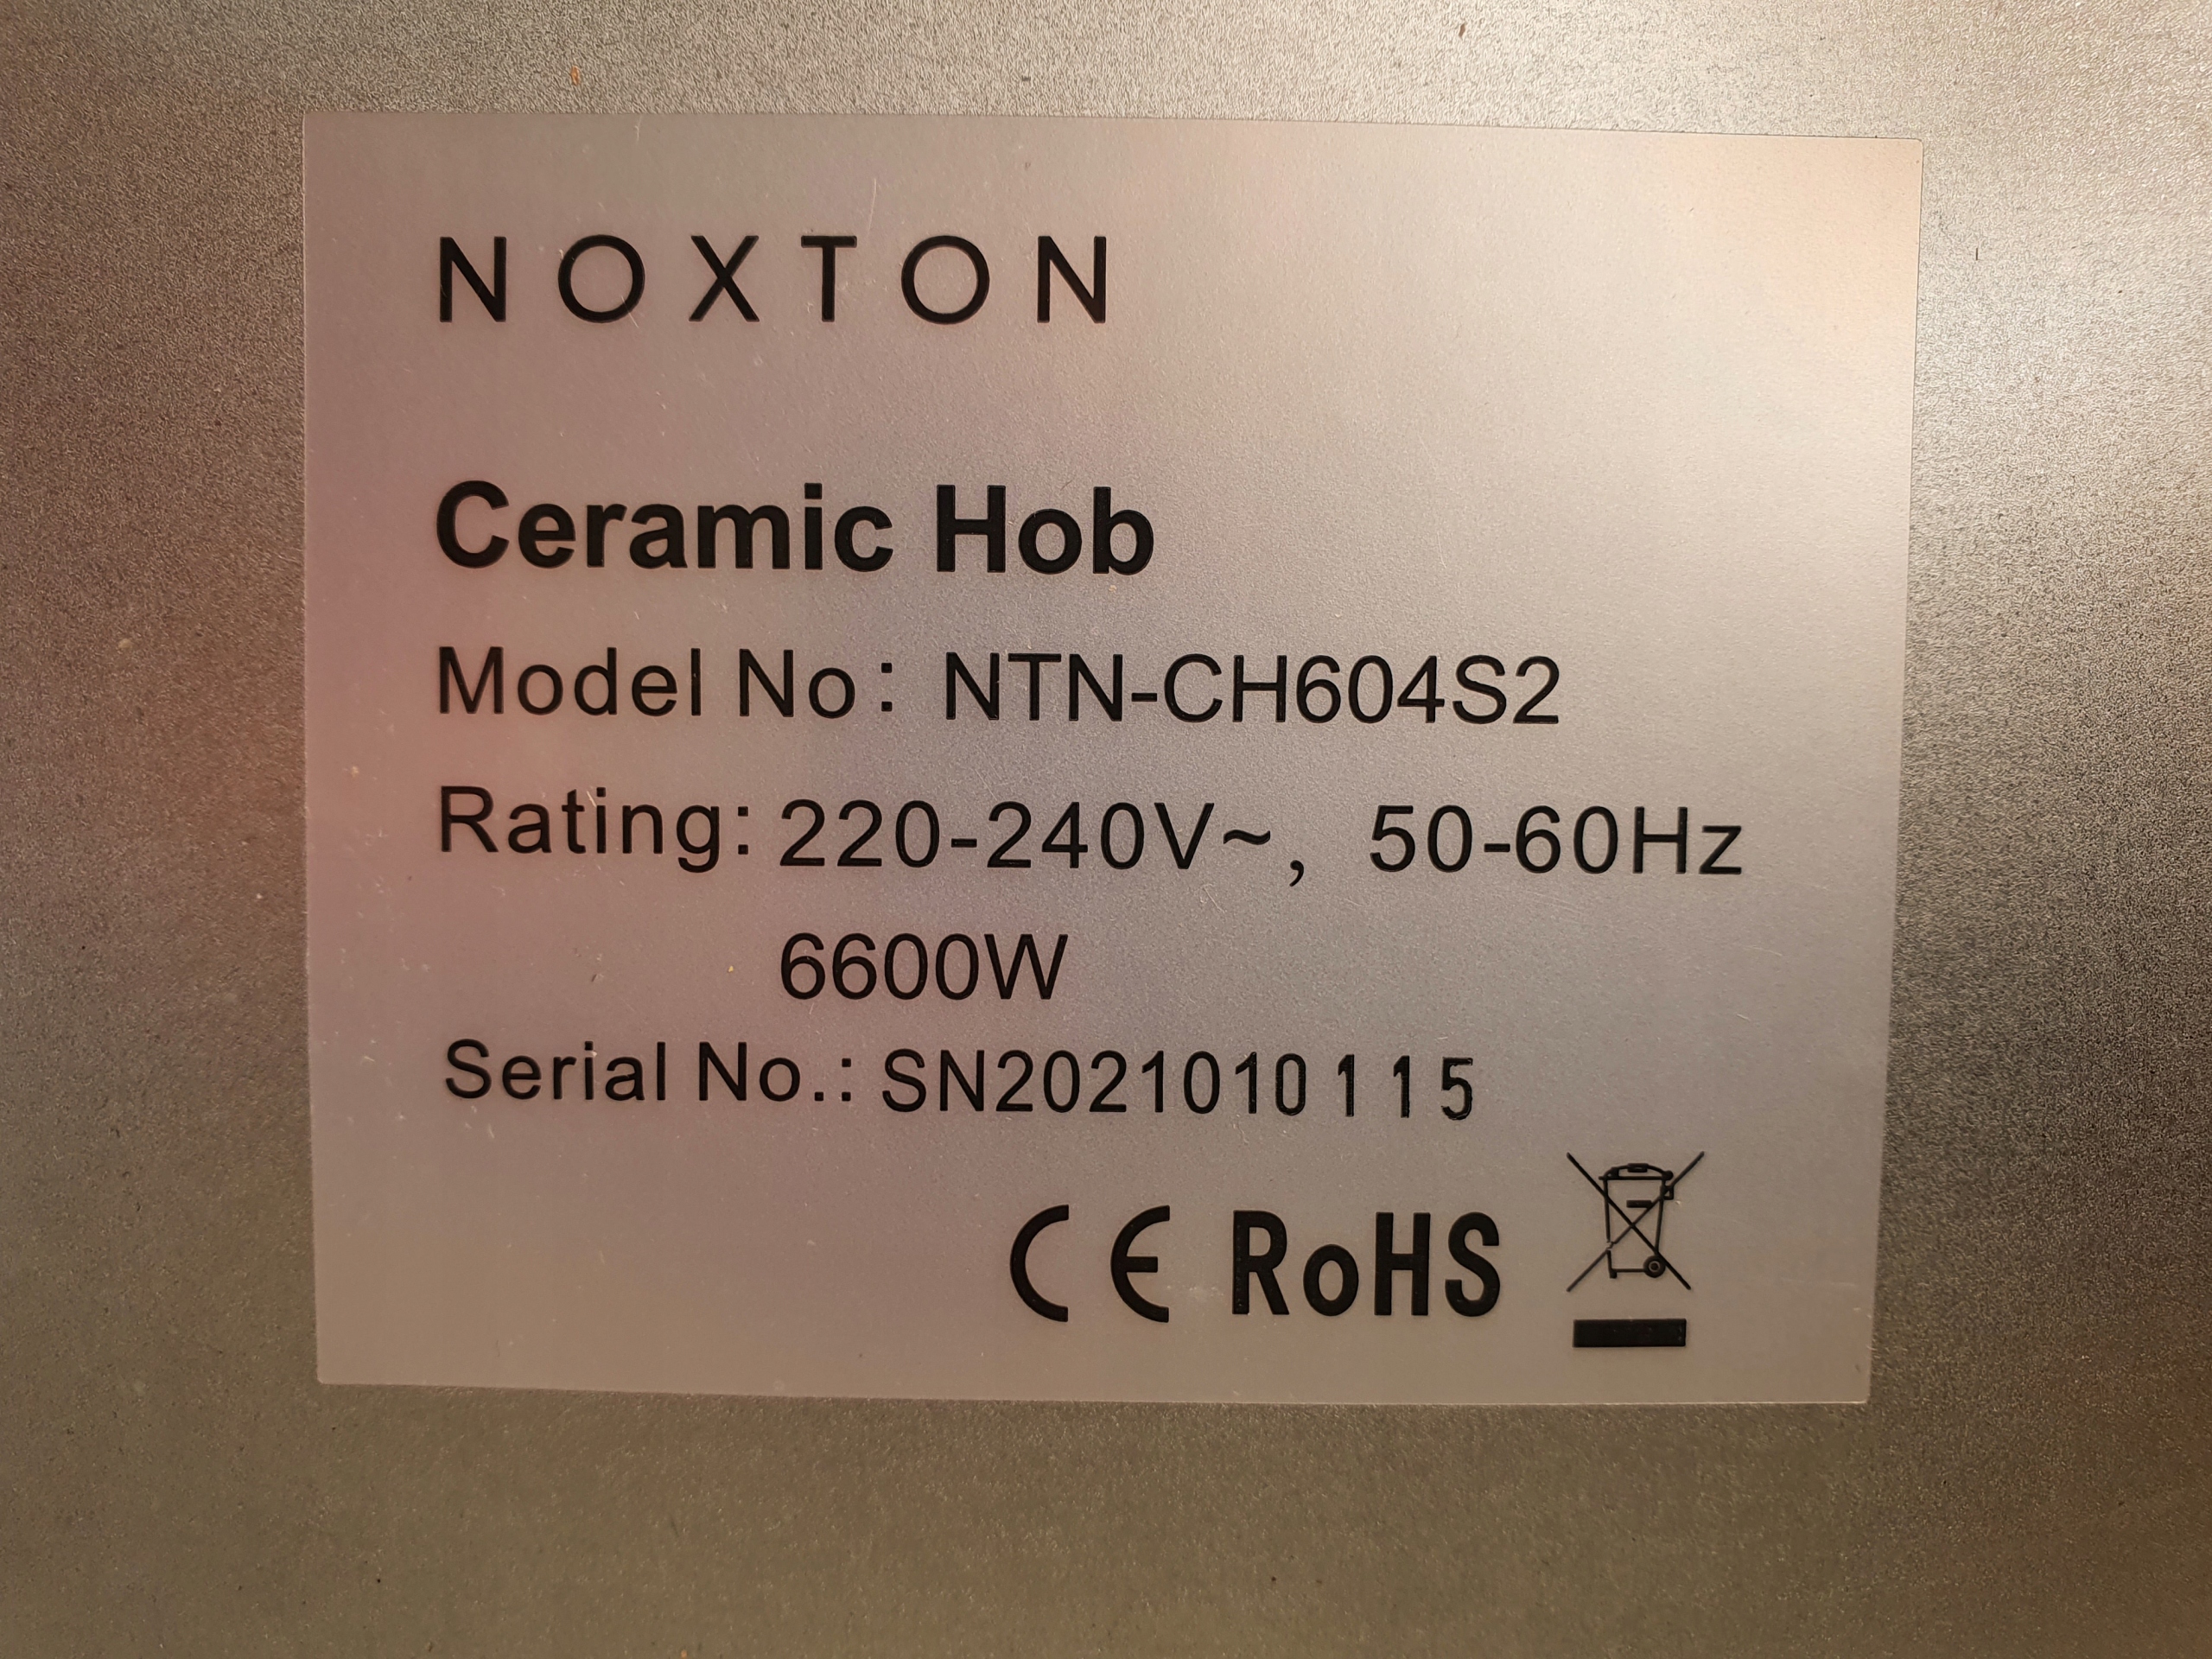 NOXTON
Ceramic Hob
Model No: NTN-CH604S2
Rating: 220-240V~, 50-60Hz
6600W
Serial No.: SN2021010115
CE RoHS